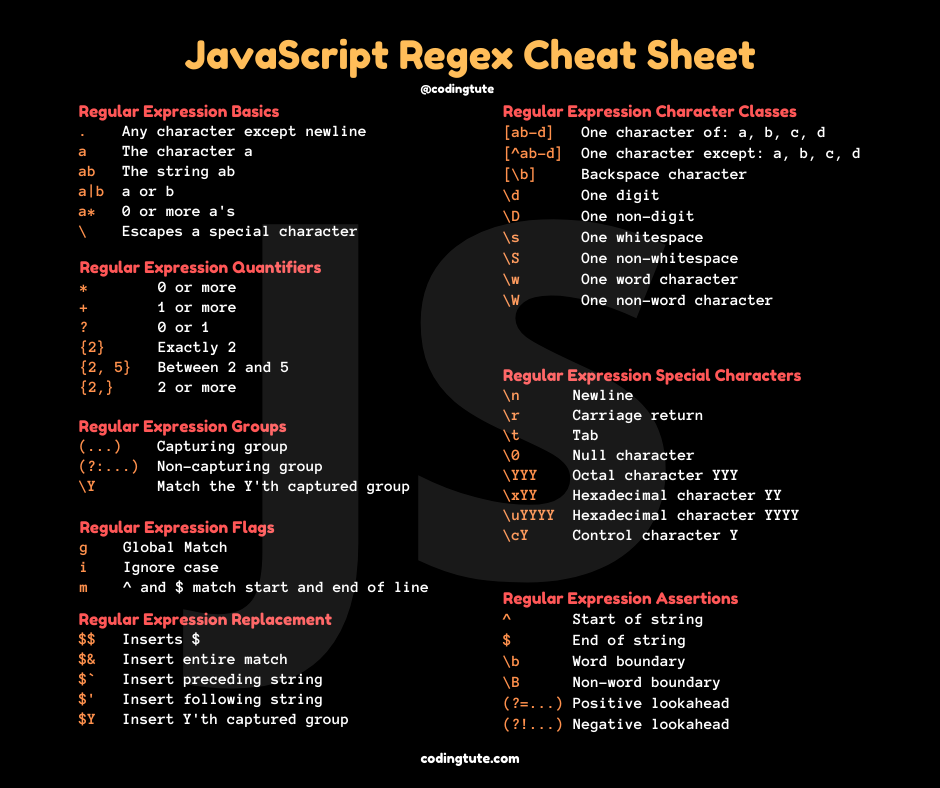 JavaScript Regex Cheat Sheet
@codingtute
Regular Expression Basics
. Any character except newline
a The character a
ab The string ab
a|b a or b
a* 0 or more a's
\ Escapes a special character
Regular Expression Quantifiers
* 0 or more
+ 1 or more
? 0 or 1
{2} Exactly 2
{2, 5} Between 2 and 5
{2,} 2 or more
Regular Expression Groups
(...) Capturing group
(?:...) Non-capturing group
\Y Match the Y'th captured group
Regular Expression Flags
g Global Match
i Ignore case
m ^ and $ match start and end of line
Regular Expression Replacement
$$ Inserts $
$& Insert entire match
$` Insert preceding string
$' Insert following string
$Y Insert Y'th captured group
Regular Expression Character Classes
[ab-d] One character of: a, b, c, d
[^ab-d] One character except: a, b, c, d
[\b] Backspace character
\d One digit
\D One non-digit
\s One whitespace
\S One non-whitespace
\w One word character
\W One non-word character
Regular Expression Special Characters
\n Newline
\r Carriage return
\t Tab
\0 Null character
\YYY Octal character YYY
\xYY Hexadecimal character YY
\uYYYY Hexadecimal character YYYY
\cY Control character Y
Regular Expression Assertions
^ Start of string
$ End of string
\b Word boundary
\B Non-word boundary
(?=...) Positive lookahead
(?!...) Negative lookahead
JS
codingtute.com